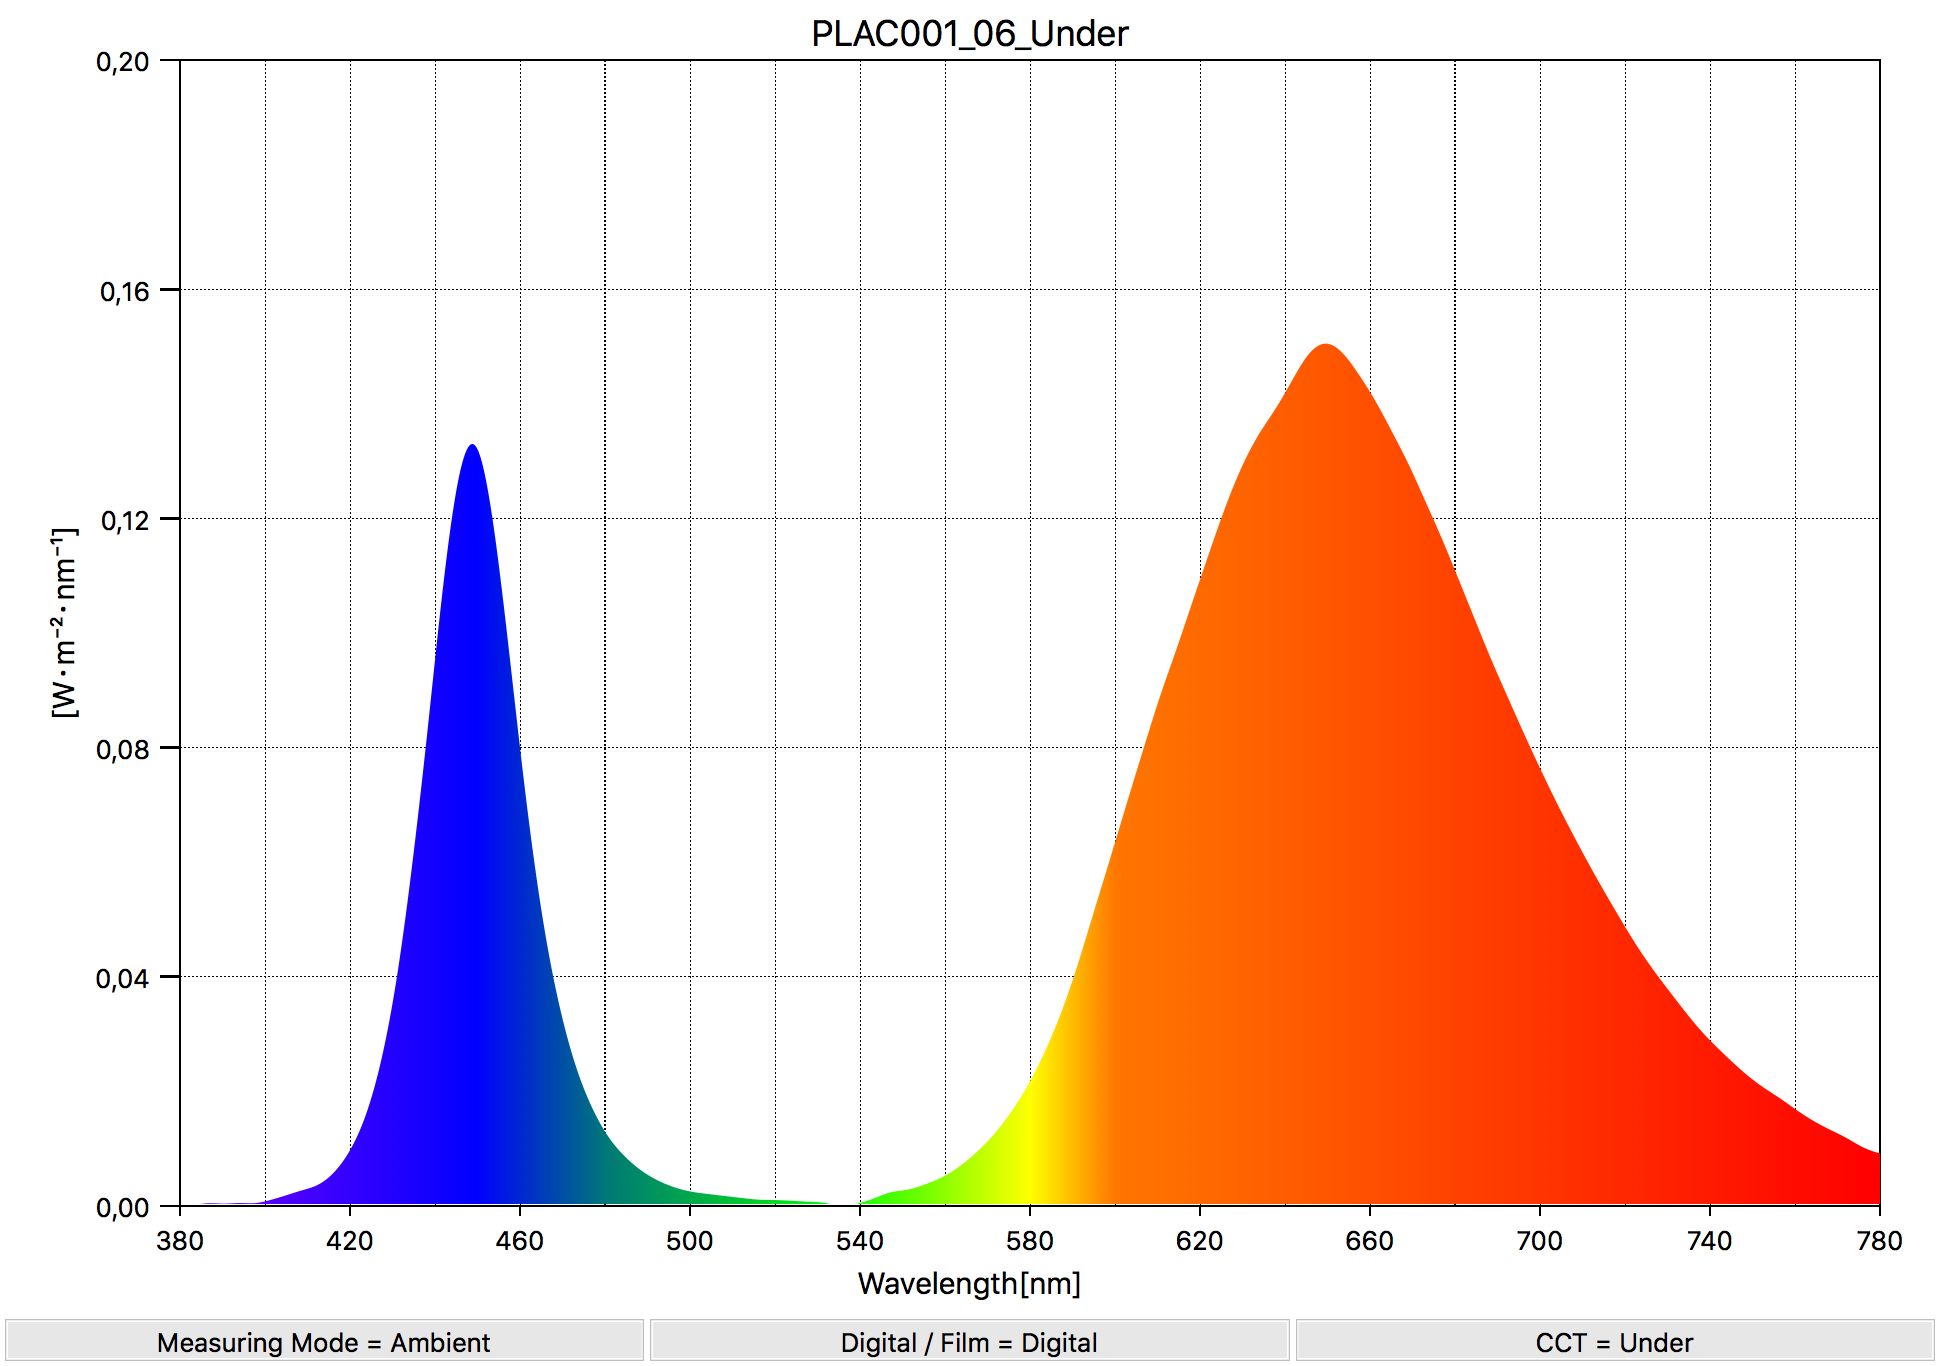 PLAC001_06_Under
0,20
0,16
0,12
0,08
0,04
0,00
[W・m⁻²・nm⁻¹]
380 420 460 500 540 580 620 660 700 740 780
Wavelength[nm]
Measuring Mode = Ambient
Digital / Film = Digital
CCT = Under